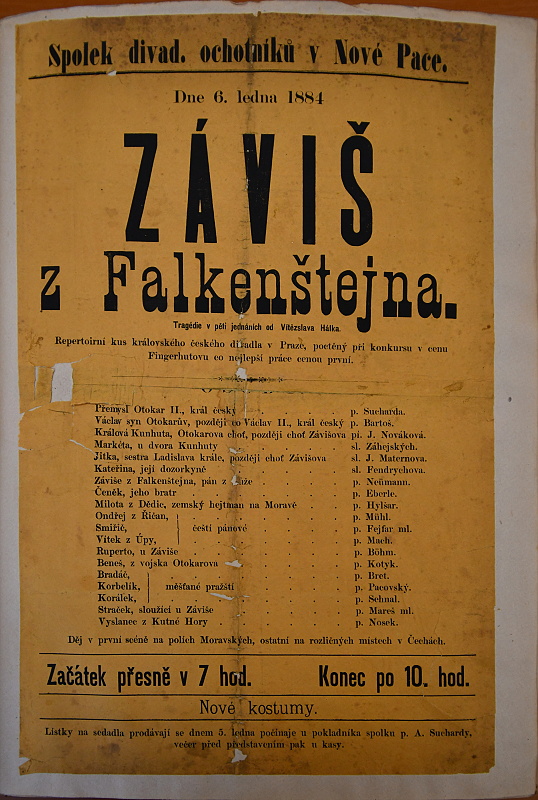 Spolek divad. ochotníků v Nové Pace.
Dne 6. ledna 1884
ZÁVIŠ
z Falkenštejna.
Tragédie v pěti jednáních od Vítězslava Hálka.
Repertoirní kus královského českého divadla v Praze, poctěný při konkursu v cenu
Fingerhutovu co nejlepší práce cenou první.
Přemysl Otokar II., král český . . . . p. Sucharda.
Václav syn Otokarův, později co Václav II., král český p. Bartoš.
Králová Kunhuta, Otokarova choť, později choť Závišova pí. J. Nováková.
Markéta, u dvora Kunhuty . . . . sl. Záhejských.
Jitka, sestra Ladislava krále, později choť Závišova . sl. J. Maternova.
Kateřina, její dozorkyně . . . . sl. Fendrychova.
Záviše z Falkenštejna, pán z Růže . . . . p. Neümann.
Čeněk, jeho bratr . . . . . p. Eberle.
Milota z Dědic, zemský hejtman na Moravě . . p. Hylšar.
Ondřej z Říčan, . . . . p. Mühl.
Smiřič, čeští pánové . . . . p. Fejfar ml.
Vítek z Úpy, . . . . p. Mach.
Ruperto, u Záviše . . . . . p. Böhm.
Beneš, z vojska Otokarova . . . . p. Kotyk.
Bradáč, . . . . p. Bret.
Korbelík, měšťané pražští . . . . p. Pacovský.
Korálek, . . . . p. Sehnal.
Straček, sloužící u Záviše . . . . p. Mareš ml.
Vyslanec z Kutné Hory . . . . . p. Nosek.
Děj v první scéně na polích Moravských, ostatní na rozličných místech v Čechách.
Začátek přesně v 7 hod. Konec po 10. hod.
Nové kostumy.
Lístky na sedadla prodávají se dnem 5. ledna počínaje u pokladníka spolku p. A. Suchardy,
večer před představením pak u kasy.